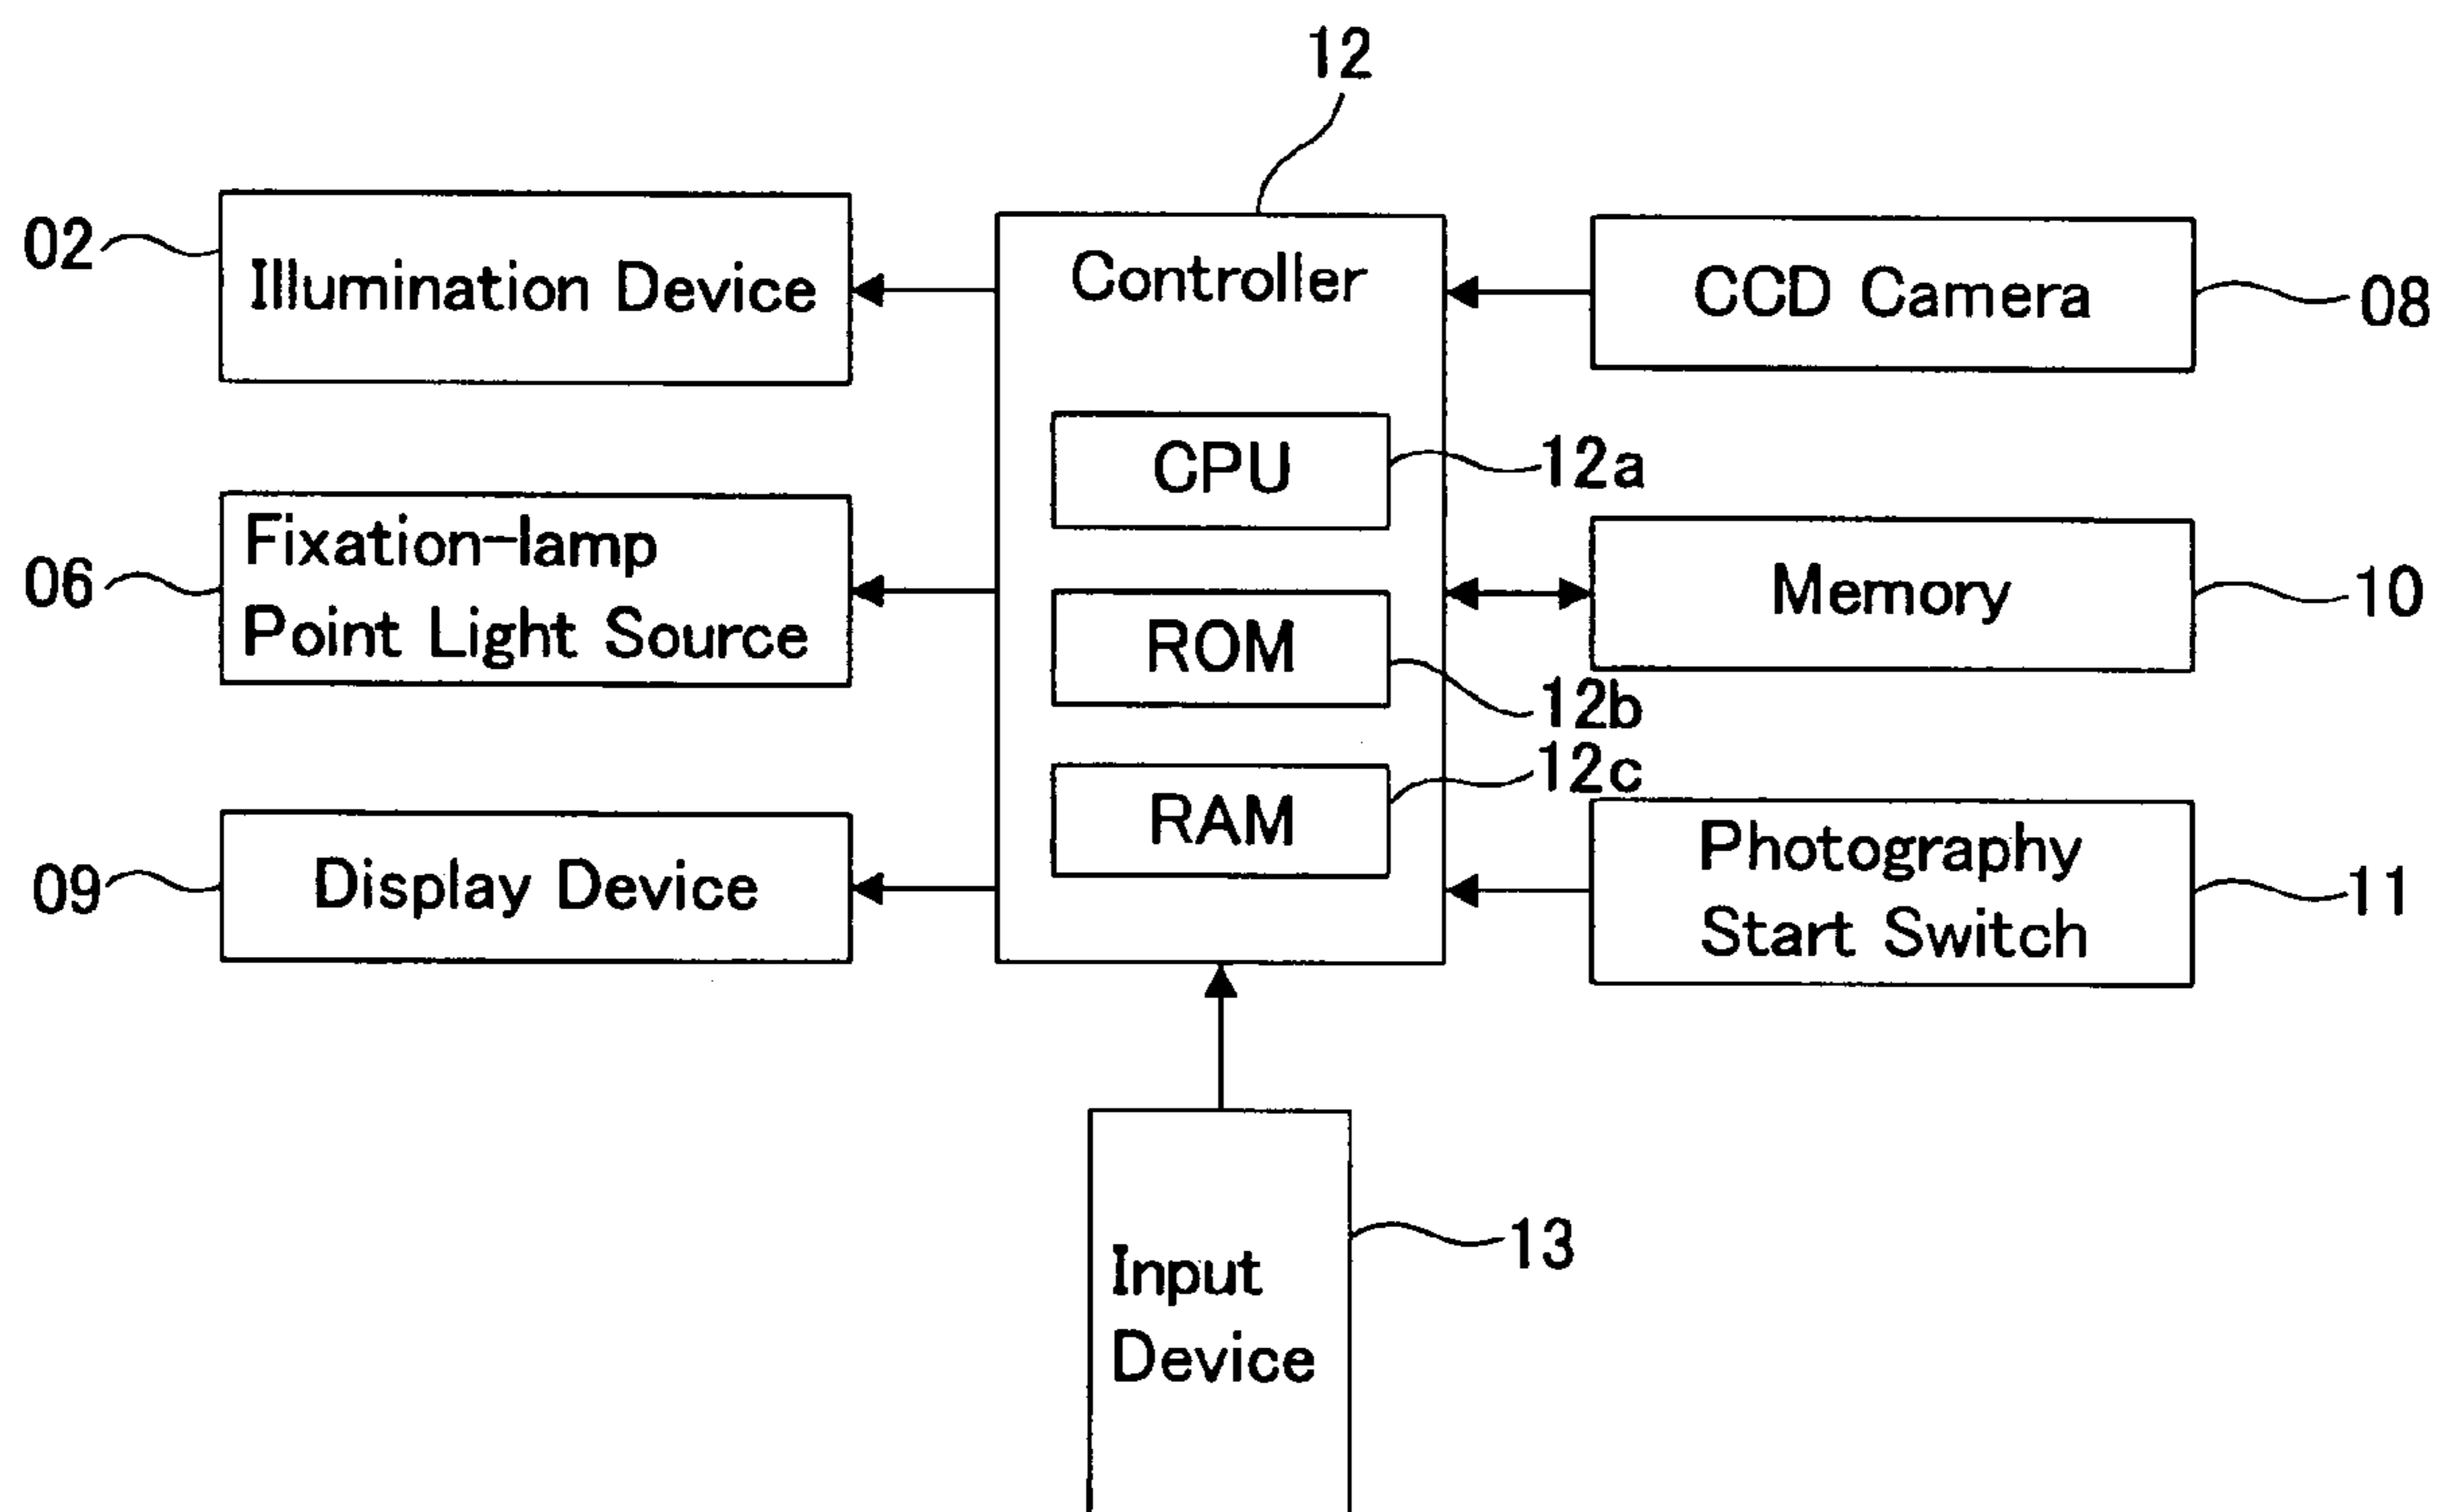 12
02
Illumination Device
Controller
CCD Camera
08
CPU
12a
06
Fixation-lamp
Point Light Source
ROM
12b
Memory
10
12c
09
Display Device
RAM
Photography
Start Switch
11
Input
Device
13